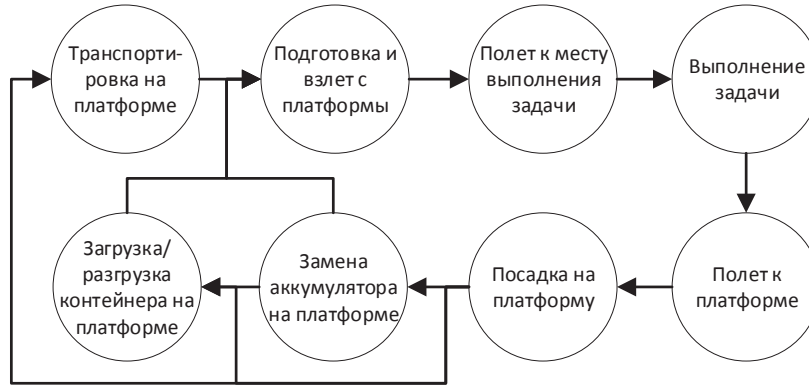 Транспорти-
ровка на
платформе
Подготовка и
взлет с
платформы
Полет к месту
выполнения
задачи
Выполнение
задачи
Загрузка/
разгрузка
контейнера на
платформе
Замена
аккумулятора
на платформе
Посадка на
платформу
Полет к
платформе